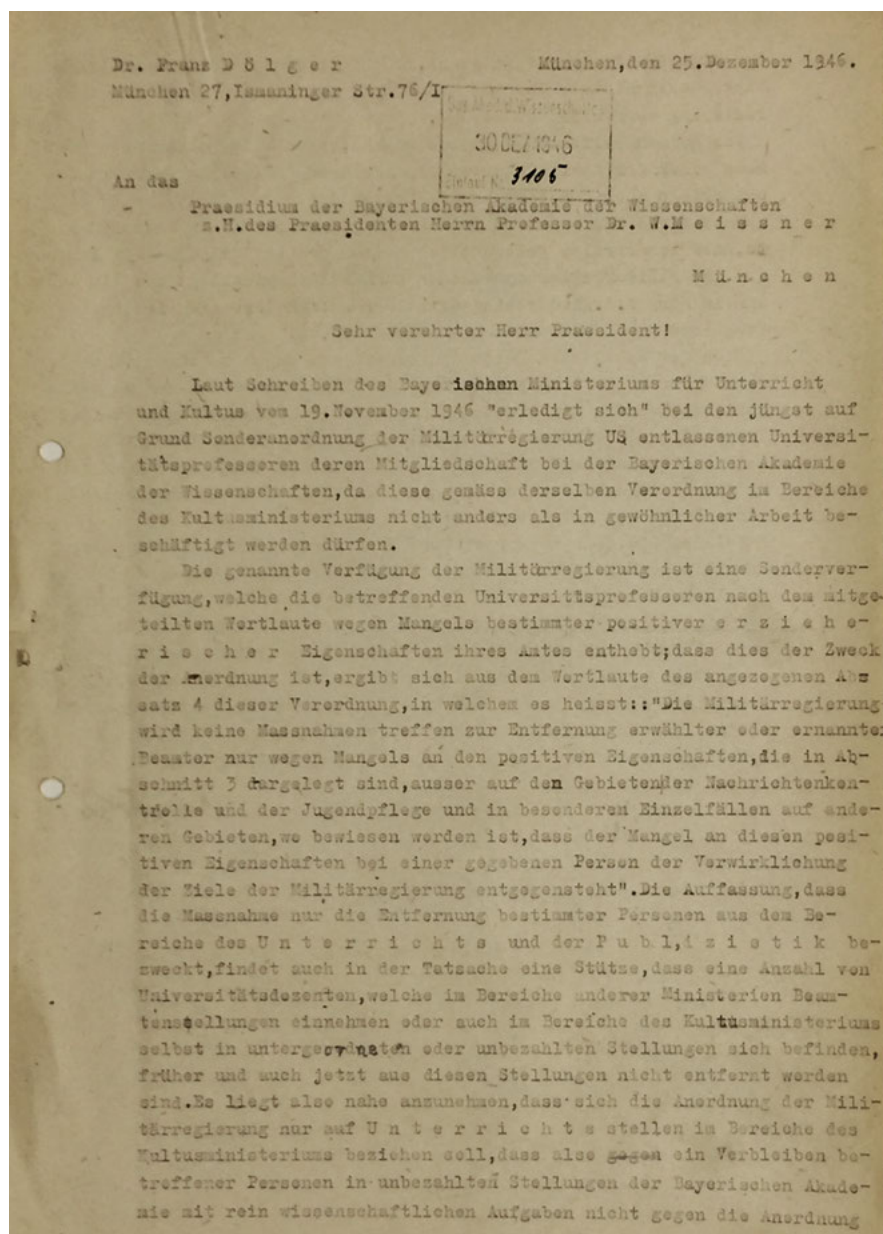 Dr. Franz D ö l g e r München,den 25.Dezember 1946.
München 27,Ismaninger Str.76/I
30 DEZ 1946
3105
An das
Praesidium der Bayerischen Akademie der Wissenschaften
z.H.des Praesidenten Herrn Professor Dr. W.M e i s s n e r
M ü n c h e n
Sehr verehrter Herr Praesident!
Laut Schreiben des Baye ischen Ministeriums für Unterricht
und Kultus vom 19.November 1946 "erledigt sich" bei den jüngst auf
Grund Sonderanordnung der Militärregierung US entlassenen Universi-
tätsprofessoren deren Mitgliedschaft bei der Bayerischen Akademie
der Wissenschaften,da diese gemäss derselben Verordnung im Bereiche
des Kultusministeriums nicht anders als in gewöhnlicher Arbeit be-
schäftigt werden dürfen.
Die genannte Verfügung der Militärregierung ist eine Sonderver-
fügung,welche die betreffenden Universittsprofessoren nach dem mitge-
teilten Wortlaute wegen Mangels bestimmter positiver e r z i e h e-
r i s c h e r Eigenschaften ihres Amtes enthebt;dass dies der Zweck
der Anordnung ist,ergibt sich aus dem Wortlaute des angezogenen Abs
satz 4 dieser Verordnung,in welchem es heisst::"Die Militärregierung
wird keine Massnahmen treffen zur Entfernung erwählter oder ernannter
Beamter nur wegen Mangels an den positiven Eigenschaften,die in Ab-
schnitt 3 dargelegt sind,ausser auf den Gebieten der Nachrichtenkon-
trolle und der Jugendpflege und in besonderen Einzelfällen auf ande-
ren Gebieten,wo bewiesen worden ist,dass der Mangel an diesen posi-
tiven Eigenschaften bei einer gegebenen Person der Verwirklichung
der Ziele der Militärregierung entgegensteht".Die Auffassung,dass
die Massnahme nur die Entfernung bestimmter Personen aus dem Be-
reiche des U n t e r r i c h t s und der P u b l i z i s t i k be-
zweckt,findet auch in der Tatsache eine Stütze,dass eine Anzahl von
Universitätsdozenten,welche im Bereiche anderer Ministerien Beam-
tenstellungen einnehmen oder auch im Bereiche des Kultusministeriums
selbst in untergeordneten oder unbezahlten Stellungen sich befinden,
früher und auch jetzt aus diesen Stellungen nicht entfernt worden
sind.Es liegt also nahe anzunehmen,dass sich die Anordnung der Mili-
tärregierung nur auf U n t e r r i c h t s stellen im Bereiche des
Kultusministeriums beziehen soll,dass also gegen ein Verbleiben be-
treffener Personen in unbezahlten Stellungen der Bayerischen Akade-
mie mit rein wissenschaftlichen Aufgaben nicht gegen die Anordnung